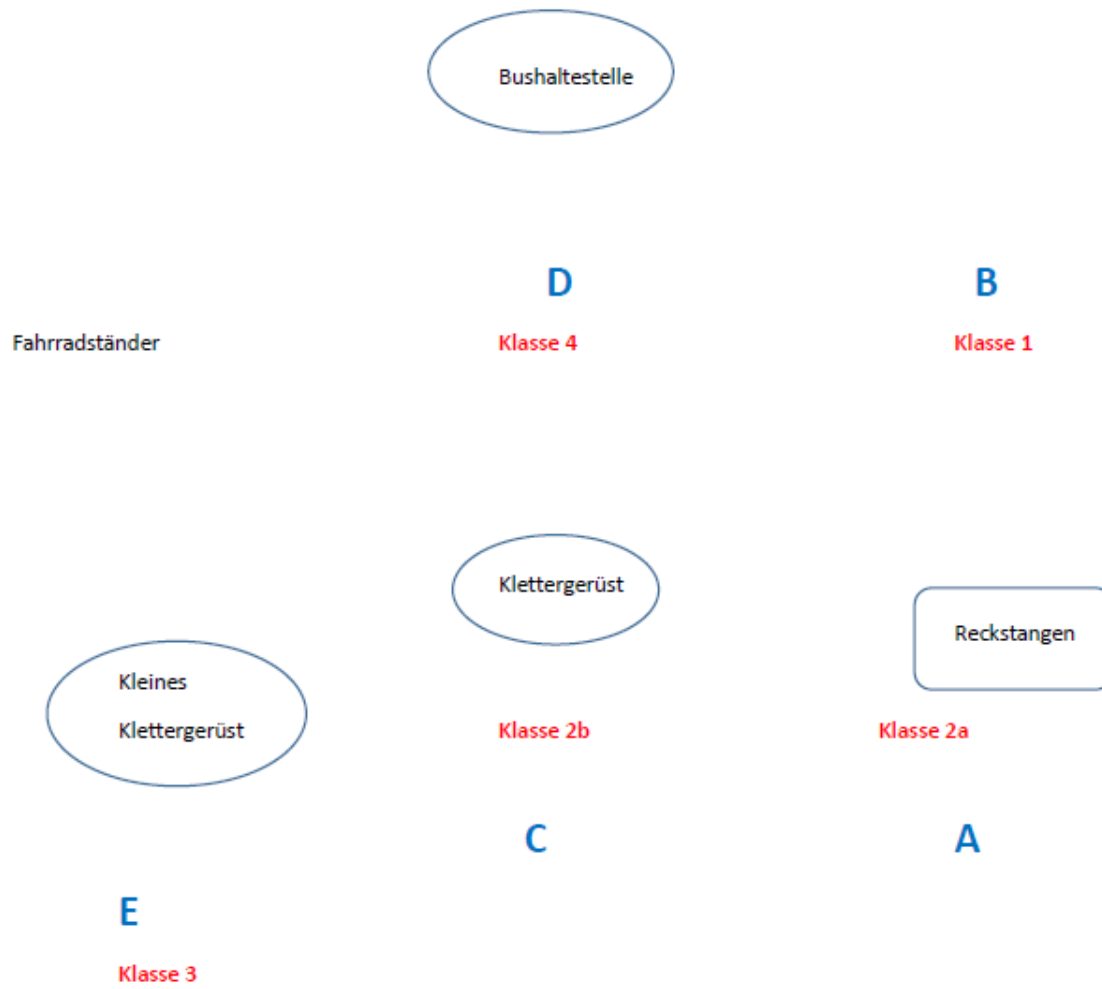 Bushaltestelle
D
B
Fahrradständer
Klasse 4
Klasse 1
Klettergerüst
Reckstangen
Kleines
Klettergerüst
Klasse 2b
Klasse 2a
C
A
E
Klasse 3